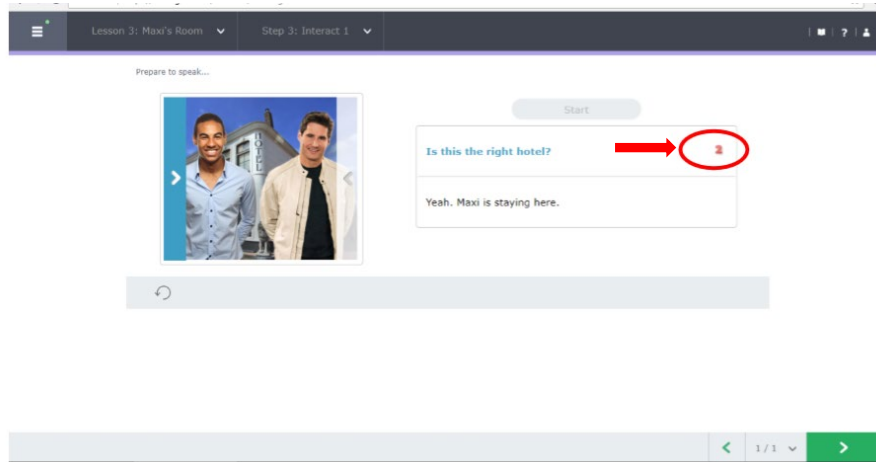 Lesson 3: Maxi's Room
Step 3: Interact 1
?
Prepare to speak...
HOTEL
Start
Is this the right hotel?
2
Yeah. Maxi is staying here.
1/1